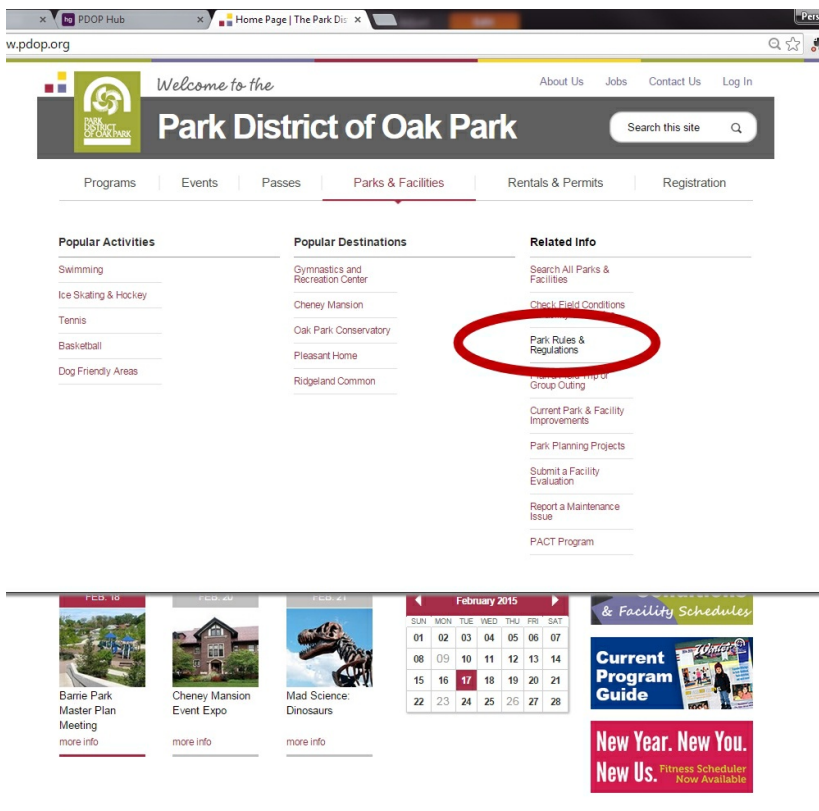 PDOP Hub
Home Page | The Park Dis
Pers
w.pdop.org
Welcome to the
About Us Jobs Contact Us Log In
PARK
DISTRICT
OF OAK PARK
Park District of Oak Park
Search this site
Programs Events Passes Parks & Facilities Rentals & Permits Registration
Popular Activities
Swimming
Ice Skating & Hockey
Tennis
Basketball
Dog Friendly Areas
Popular Destinations
Gymnastics and
Recreation Center
Cheney Mansion
Oak Park Conservatory
Pleasant Home
Ridgeland Common
Related Info
Search All Parks &
Facilities
Check Field Conditions
Park Rules &
Regulations
Group Outing
Current Park & Facility
Improvements
Park Planning Projects
Submit a Facility
Evaluation
Report a Maintenance
Issue
PACT Program
FEB. 18
Barrie Park
Master Plan
Meeting
more info
FEB. 20
Cheney Mansion
Event Expo
more info
FEB. 21
Mad Science:
Dinosaurs
more info
February 2015
SUN MON TUE WED THU FRI SAT
01 02 03 04 05 06 07
08 09 10 11 12 13 14
15 16 17 18 19 20 21
22 23 24 25 26 27 28
Conditions
& Facility Schedules
Current
Program
Guide
Winter
New Year. New You.
New Us. Fitness Scheduler
Now Available